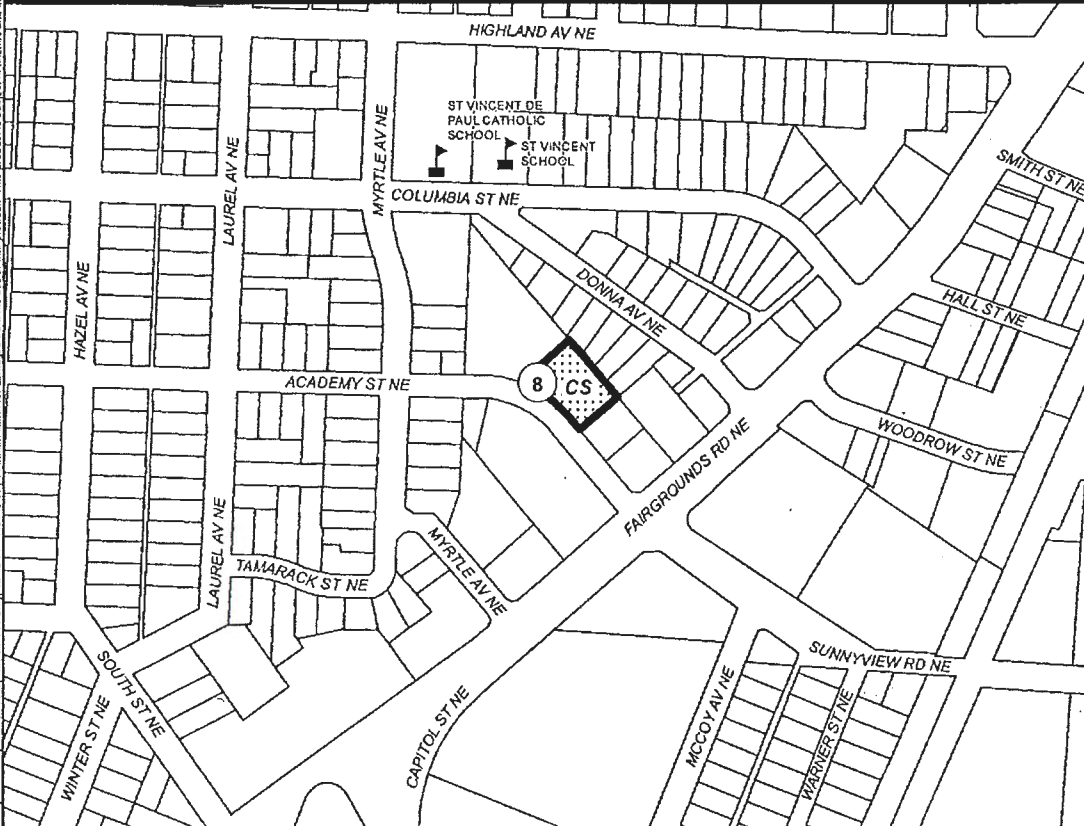 HIGHLAND AV NE
ST VINCENT DE
PAUL CATHOLIC
SCHOOL
ST VINCENT
SCHOOL
SMITH ST NE
LAUREL AV NE
MYRTLE AV NE
COLUMBIA ST NE
HAZEL AV NE
DONNA AV NE
HALL ST NE
ACADEMY ST NE
8
CS
WOODROW ST NE
FAIRGROUNDS RD NE
LAUREL AV NE
TAMARACK ST NE
MYRTLE AV NE
SOUTH ST NE
WINTER ST NE
CAPITOL ST NE
SUNNYVIEW RD NE
MCCOY AV NE
WARNER ST NE